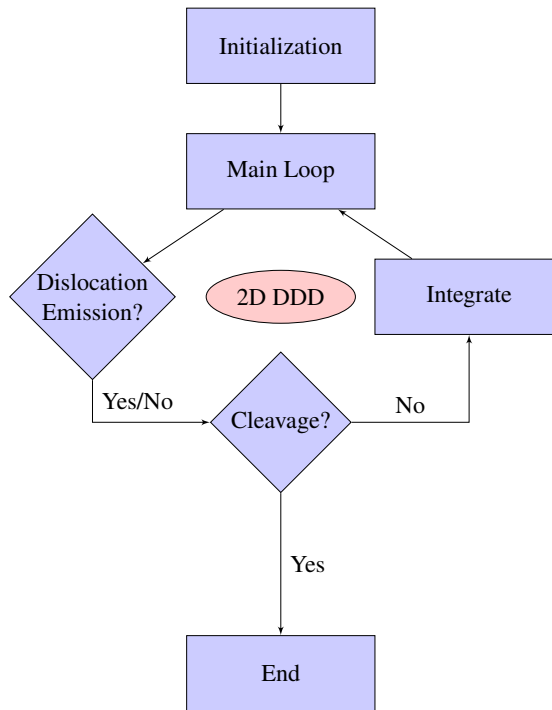 Initialization
Main Loop
Dislocation
Emission?
2D DDD
Integrate
Yes/No
Cleavage?
No
Yes
End